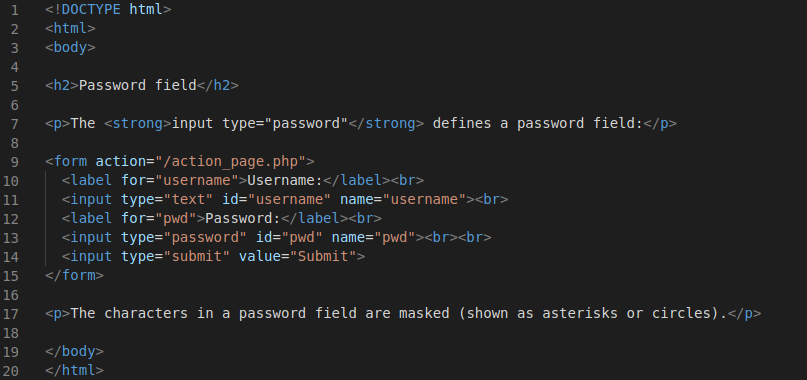 1 <!DOCTYPE html>
2 <html>
3 <body>
4
5 <h2>Password field</h2>
6
7 <p>The <strong>input type="password"</strong> defines a password field:</p>
8
9 <form action="/action_page.php">
10   <label for="username">Username:</label><br>
11   <input type="text" id="username" name="username"><br>
12   <label for="pwd">Password:</label><br>
13   <input type="password" id="pwd" name="pwd"><br><br>
14   <input type="submit" value="Submit">
15 </form>
16
17 <p>The characters in a password field are masked (shown as asterisks or circles).</p>
18
19 </body>
20 </html>